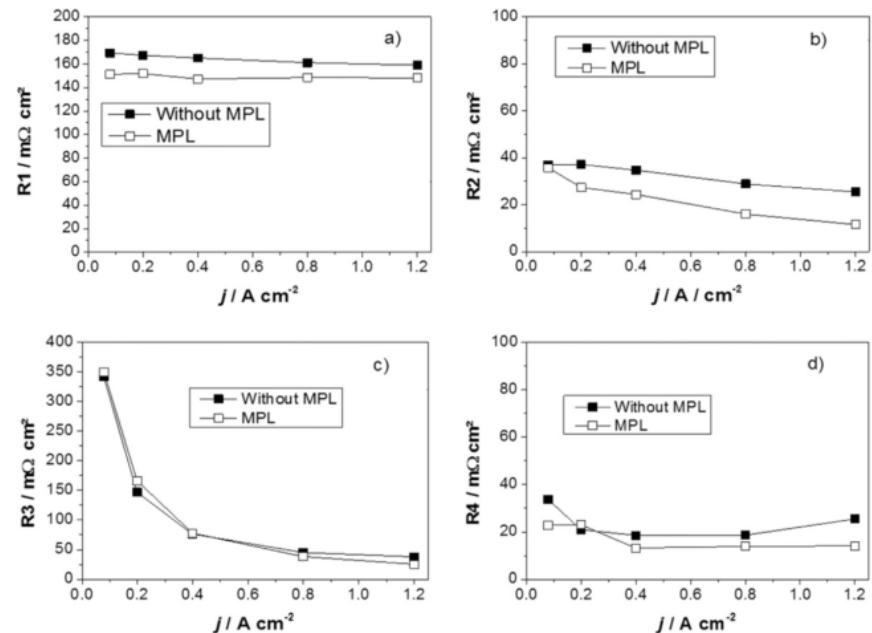 200
180
160
140
120
100
80
60
40
20
0
0.0 0.2 0.4 0.6 0.8 1.0 1.2
R1 / mΩ cm²
j / A cm⁻²
a)
Without MPL
MPL
100
80
60
40
20
0
0.0 0.2 0.4 0.6 0.8 1.0 1.2
R2 / mΩ cm²
j / A / cm⁻²
b)
Without MPL
MPL
400
350
300
250
200
150
100
50
0
0.0 0.2 0.4 0.6 0.8 1.0 1.2
R3 / mΩ cm²
j / A cm⁻²
c)
Without MPL
MPL
100
80
60
40
20
0
0.0 0.2 0.4 0.6 0.8 1.0 1.2
R4 / mΩ cm²
j / A cm⁻²
d)
Without MPL
MPL